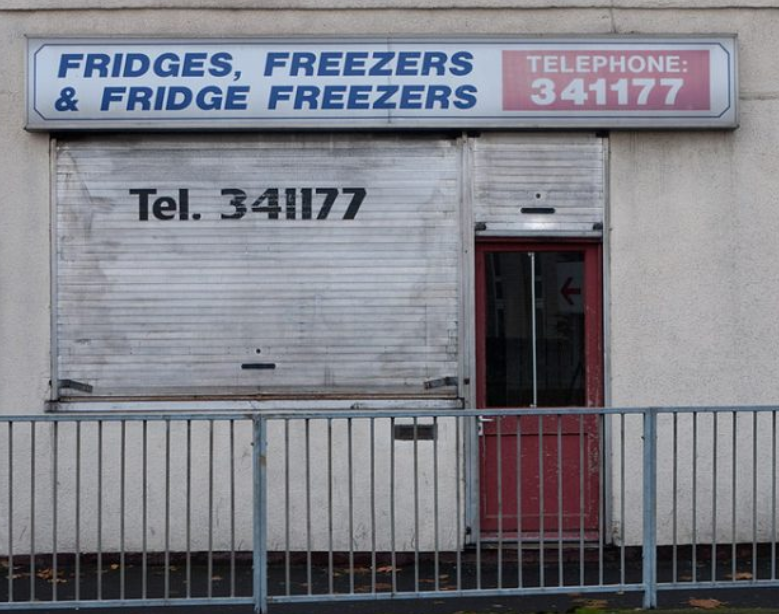 FRIDGES, FREEZERS
& FRIDGE FREEZERS
TELEPHONE:
341177
Tel. 341177